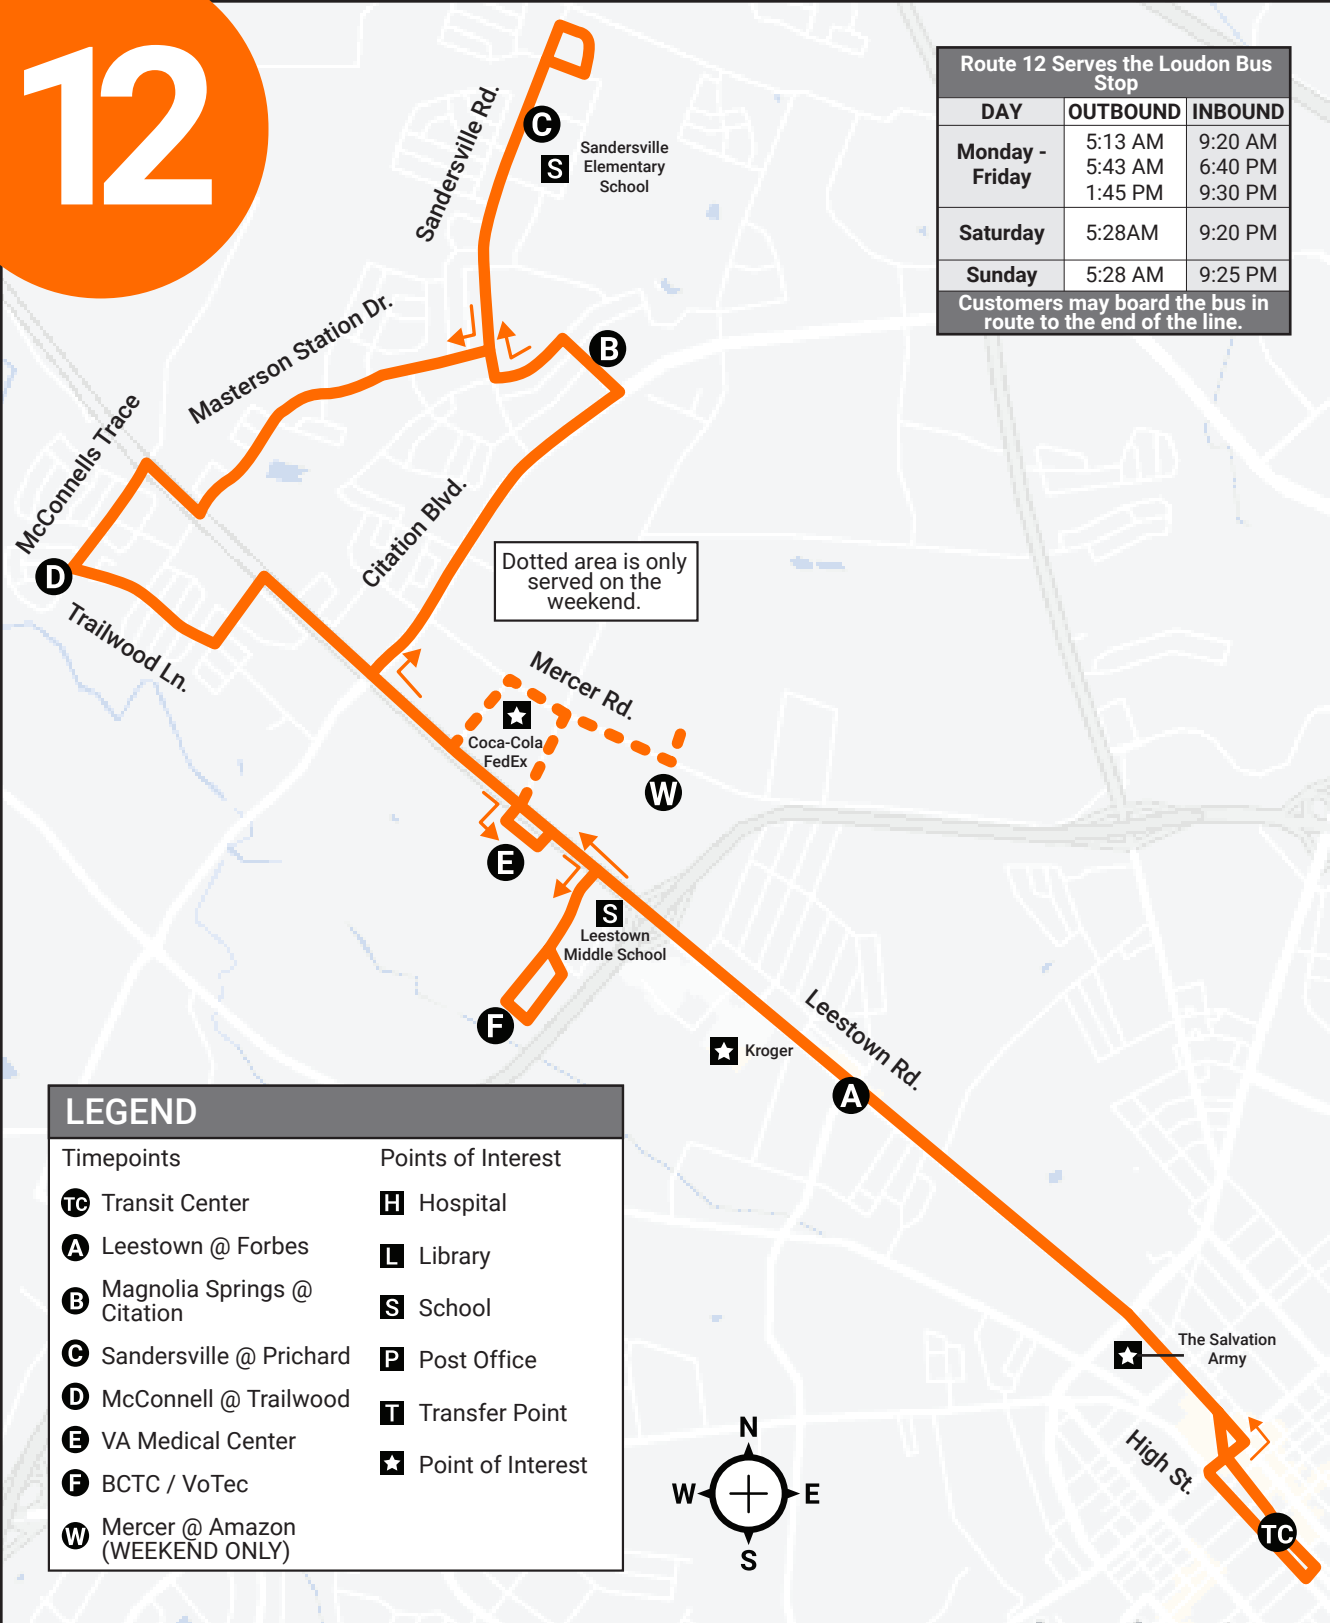 12
Route 12 Serves the Loudon Bus
Stop
DAY OUTBOUND INBOUND
Monday -
Friday
5:13 AM 9:20 AM
5:43 AM 6:40 PM
1:45 PM 9:30 PM
Saturday 5:28AM 9:20 PM
Sunday 5:28 AM 9:25 PM
Customers may board the bus in
route to the end of the line.
Sandersville Rd.
C
S
Sandersville
Elementary
School
Masterson Station Dr.
B
McConnells Trace
Citation Blvd.
D
Trailwood Ln.
Dotted area is only
served on the
weekend.
Mercer Rd.
Coca-Cola
FedEx
W
E
S
Leestown
Middle School
F
Leestown Rd.
Kroger
A
The Salvation
Army
High St.
TC
N
W E
S
LEGEND
Timepoints
TC Transit Center
A Leestown @ Forbes
B Magnolia Springs @
Citation
C Sandersville @ Prichard
D McConnell @ Trailwood
E VA Medical Center
F BCTC / VoTec
W Mercer @ Amazon
(WEEKEND ONLY)
Points of Interest
H Hospital
L Library
S School
P Post Office
T Transfer Point
Point of Interest